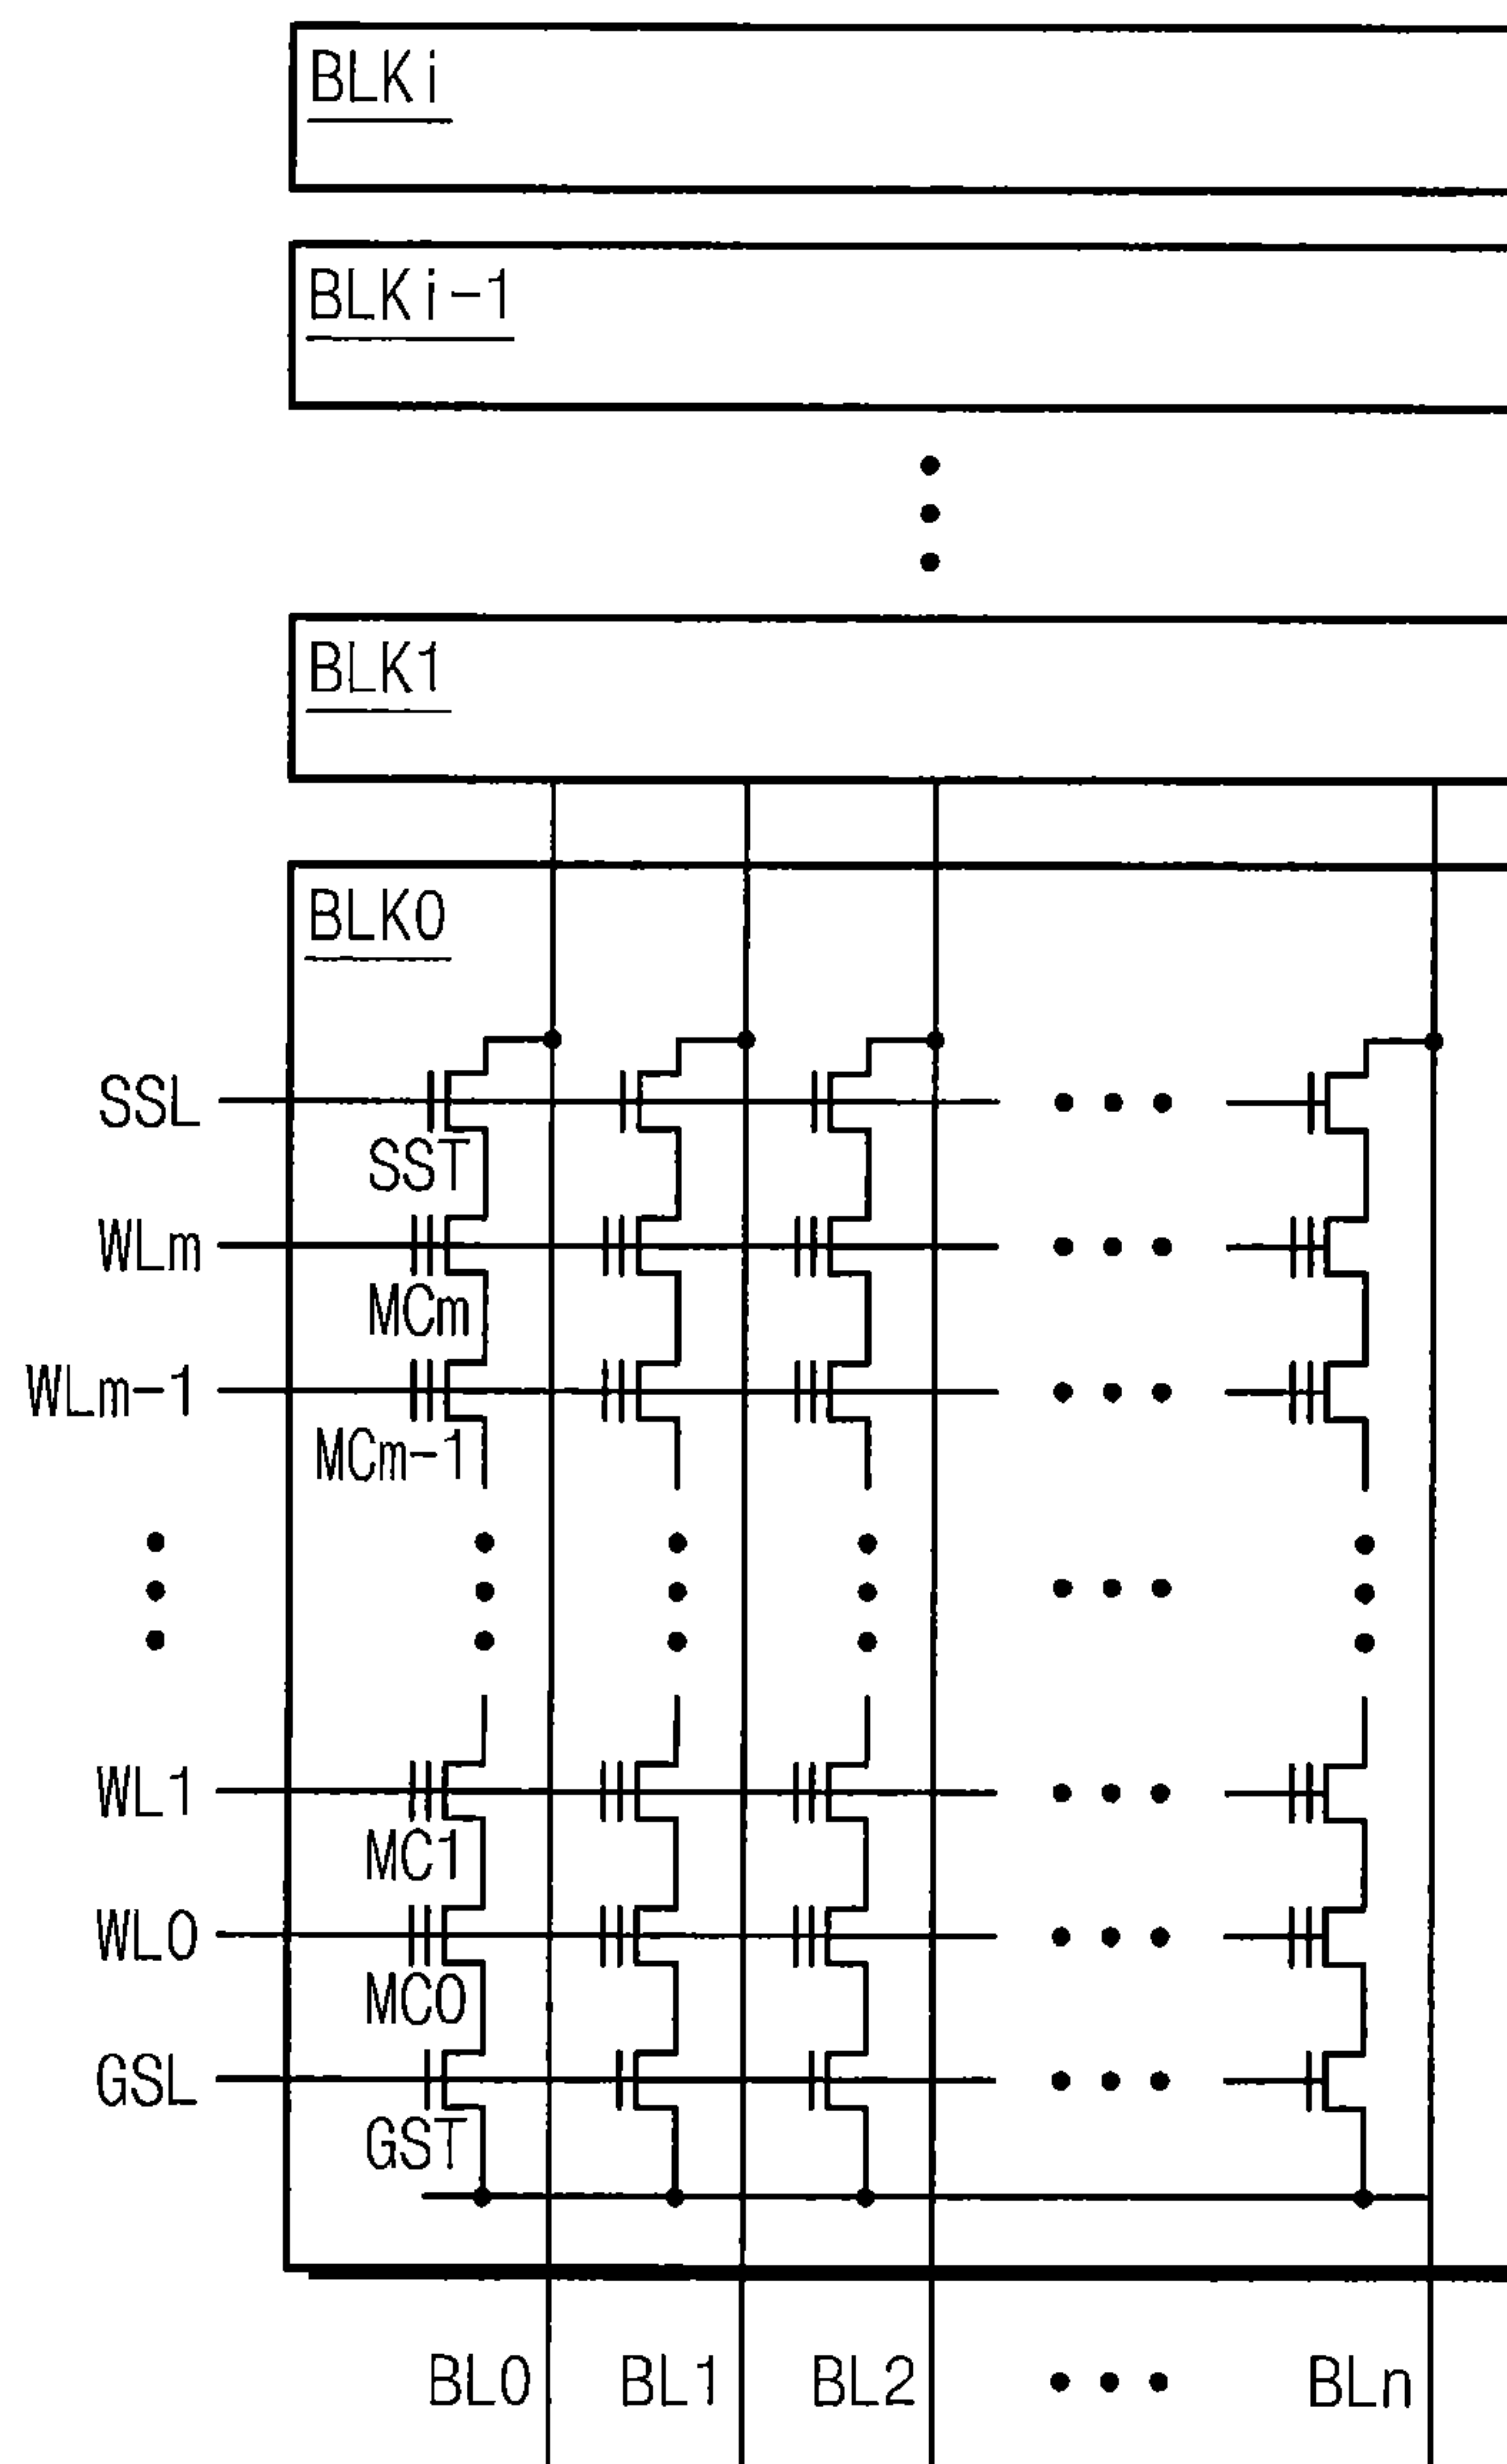 BLKi
BLKi-1
BLK1
BLK0
SSL
SST
WLm
MCm
WLm-1
MCm-1
WL1
MC1
WL0
MC0
GSL
GST
BL0 BL1 BL2 BLn